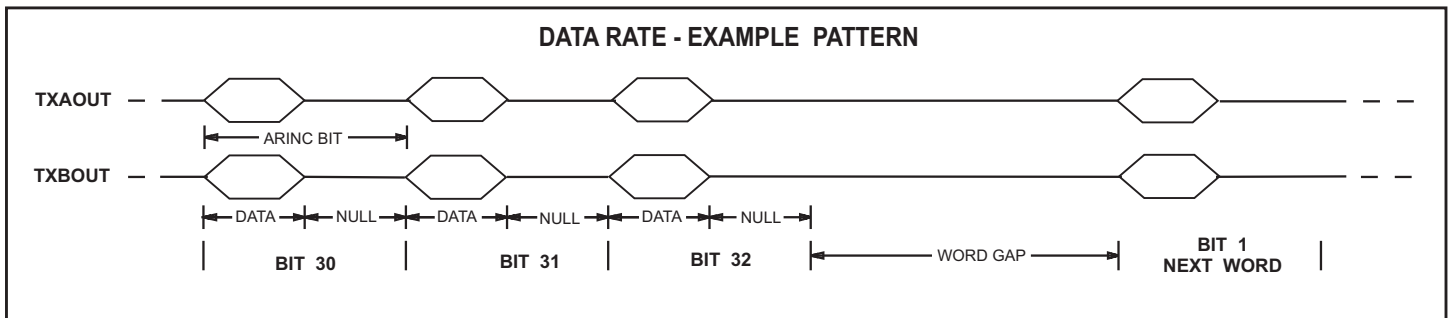 DATA RATE - EXAMPLE PATTERN
TXAOUT
ARINC BIT
TXBOUT
DATA NULL DATA NULL DATA NULL
BIT 30 BIT 31 BIT 32 WORD GAP BIT 1
NEXT WORD